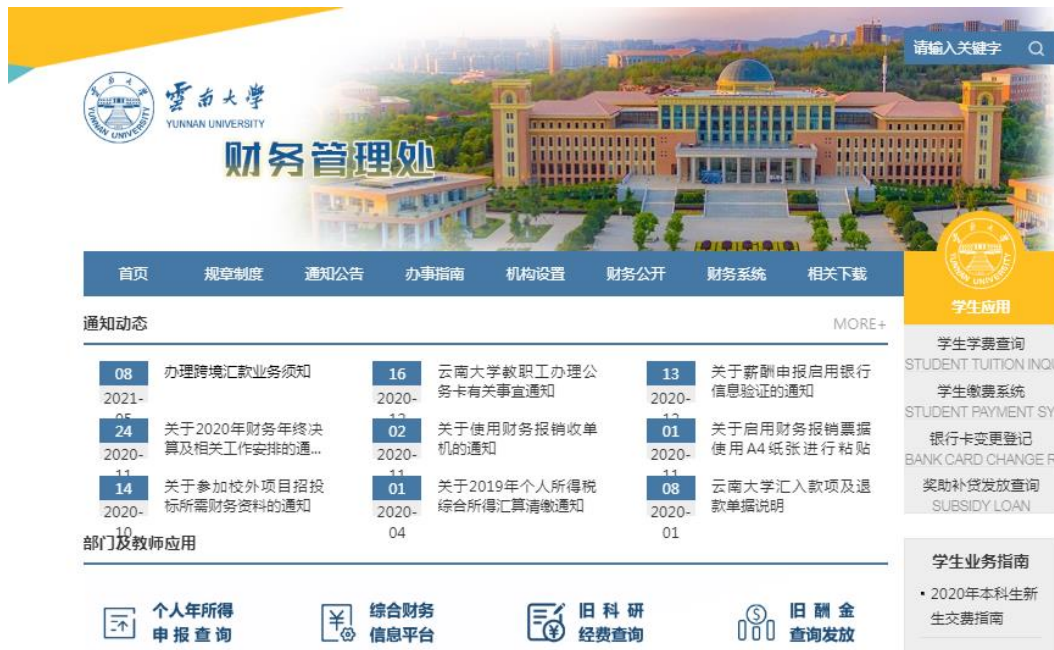 请输入关键字
雲南大學
YUNNAN UNIVERSITY
财务管理处
首页 规章制度 通知公告 办事指南 机构设置 财务公开 财务系统 相关下载
学生应用
通知动态
MORE+
08
2021-
05
办理跨境汇款业务须知
16
2020-
12
云南大学教职工办理公
务卡有关事宜通知
13
2020-
12
关于薪酬申报启用银行
信息验证的通知
24
2020-
11
关于2020年财务年终决
算及相关工作安排的通...
02
2020-
11
关于使用财务报销收单
机的通知
01
2020-
11
关于启用财务报销票据
使用A4纸张进行粘贴
14
2020-
10
关于参加校外项目招投
标所需财务资料的通知
01
2020-
04
关于2019年个人所得税
综合所得汇算清缴通知
08
2020-
01
云南大学汇入款项及退
款单据说明
部门及教师应用
个人年所得
申报查询
综合财务
信息平台
旧科研
经费查询
旧酬金
查询发放
学生学费查询
STUDENT TUITION INQU
学生缴费系统
STUDENT PAYMENT SY
银行卡变更登记
BANK CARD CHANGE R
奖助补贷发放查询
SUBSIDY LOAN
学生业务指南
2020年本科生新
生交费指南